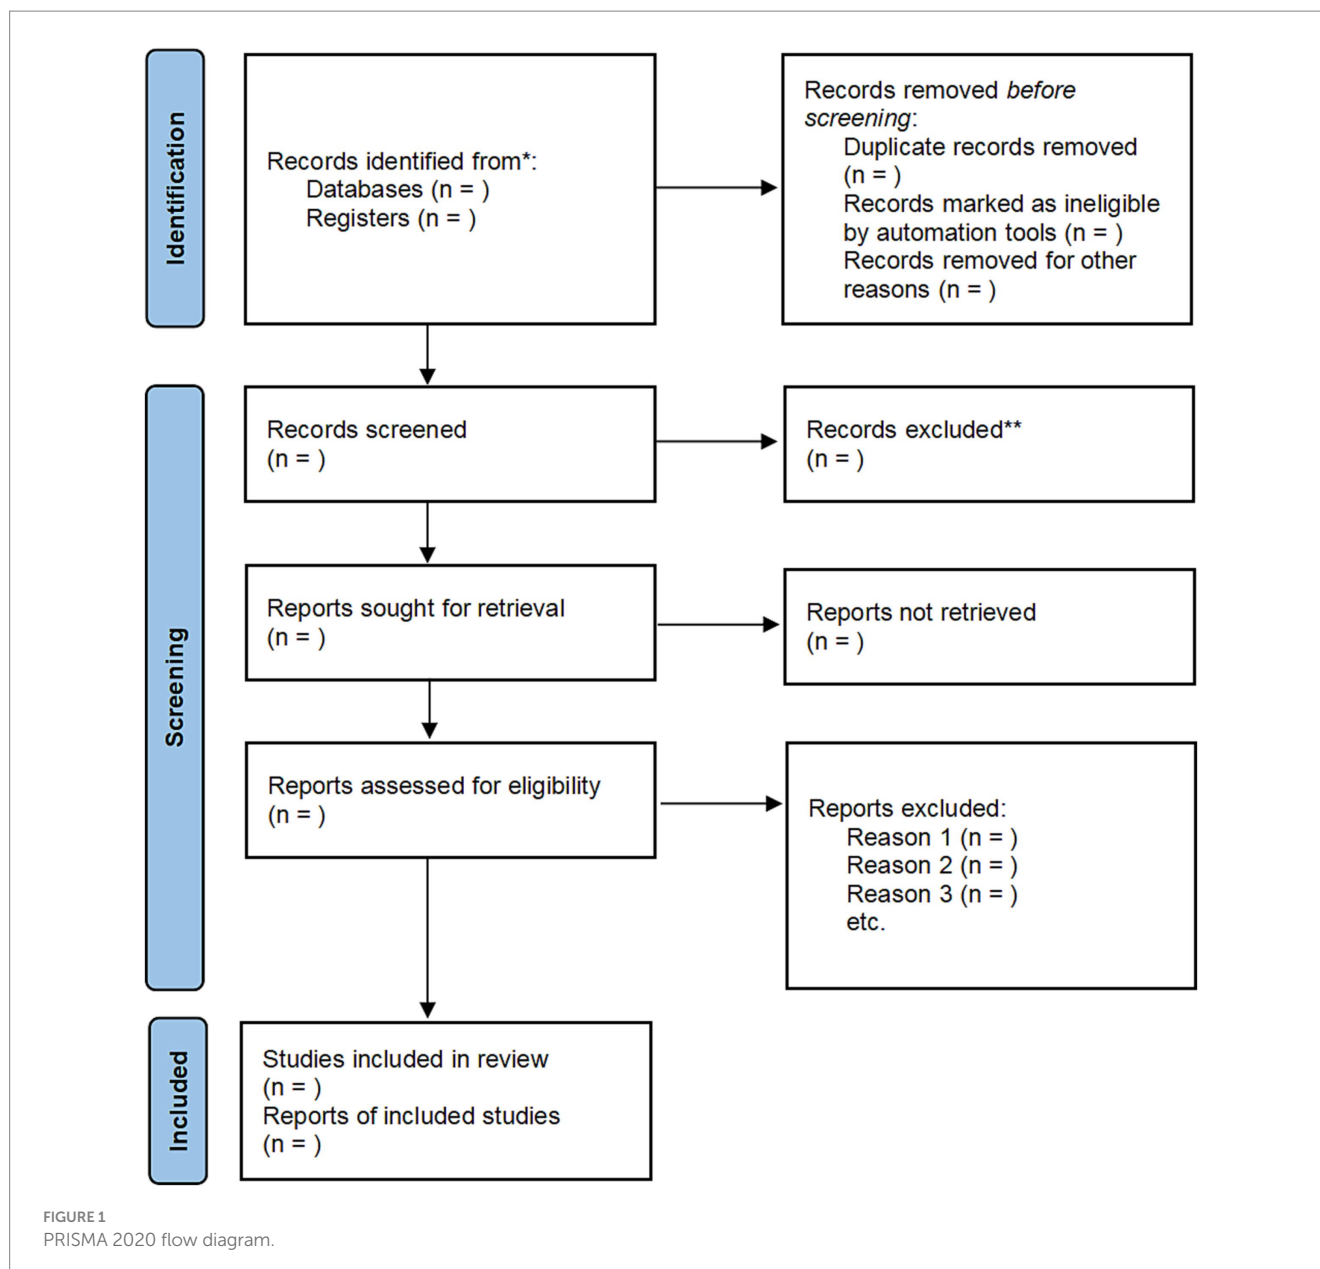 Identification
Records identified from*:
Databases (n = )
Registers (n = )
Records removed before
screening:
Duplicate records removed
(n = )
Records marked as ineligible
by automation tools (n = )
Records removed for other
reasons (n = )
Screening
Records screened
(n = )
Records excluded**
(n = )
Reports sought for retrieval
(n = )
Reports not retrieved
(n = )
Reports assessed for eligibility
(n = )
Reports excluded:
Reason 1 (n = )
Reason 2 (n = )
Reason 3 (n = )
etc.
Included
Studies included in review
(n = )
Reports of included studies
(n = )
FIGURE 1
PRISMA 2020 flow diagram.